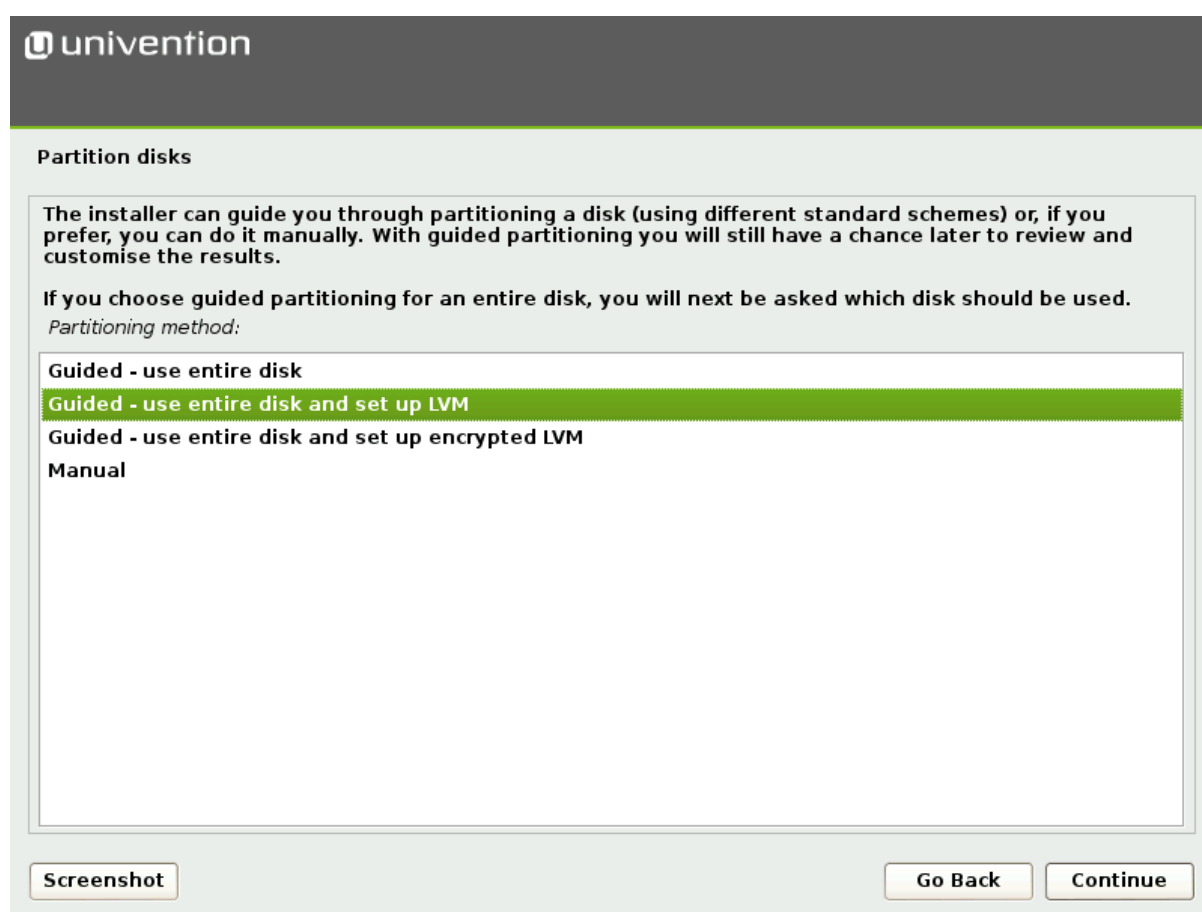 univention
Partition disks
The installer can guide you through partitioning a disk (using different standard schemes) or, if you
prefer, you can do it manually. With guided partitioning you will still have a chance later to review and
customise the results.
If you choose guided partitioning for an entire disk, you will next be asked which disk should be used.
Partitioning method:
Guided - use entire disk
Guided - use entire disk and set up LVM
Guided - use entire disk and set up encrypted LVM
Manual
Screenshot
Go Back
Continue